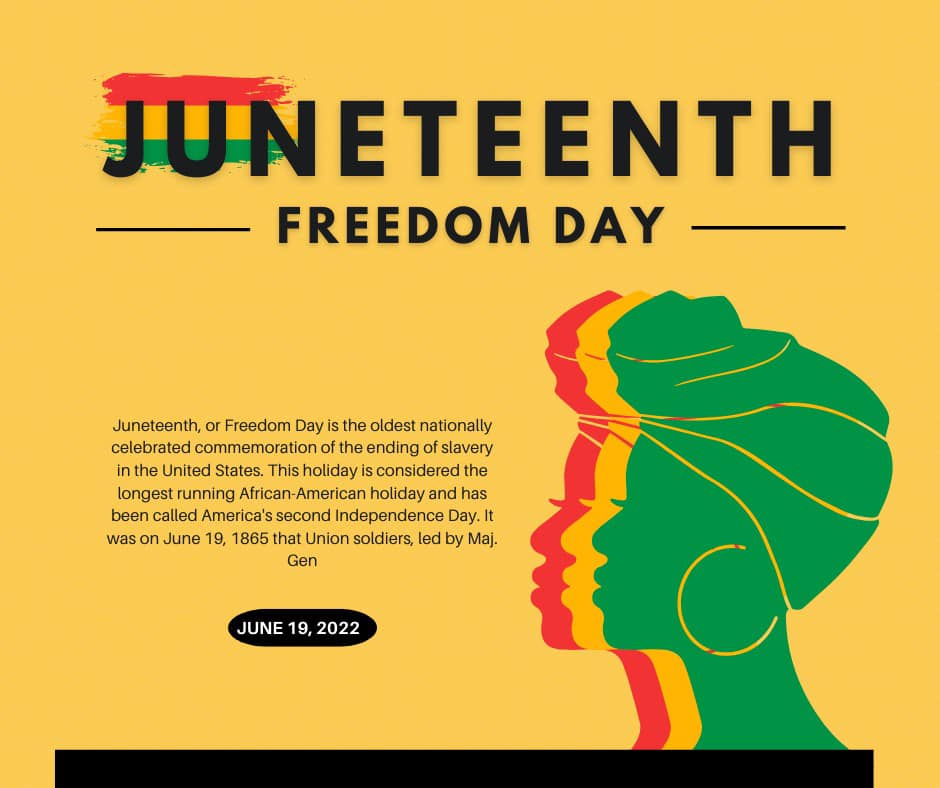 JUNETEENTH
FREEDOM DAY
Juneteenth, or Freedom Day is the oldest nationally
celebrated commemoration of the ending of slavery
in the United States. This holiday is considered the
longest running African-American holiday and has
been called America's second Independence Day. It
was on June 19, 1865 that Union soldiers, led by Maj.
Gen
JUNE 19, 2022